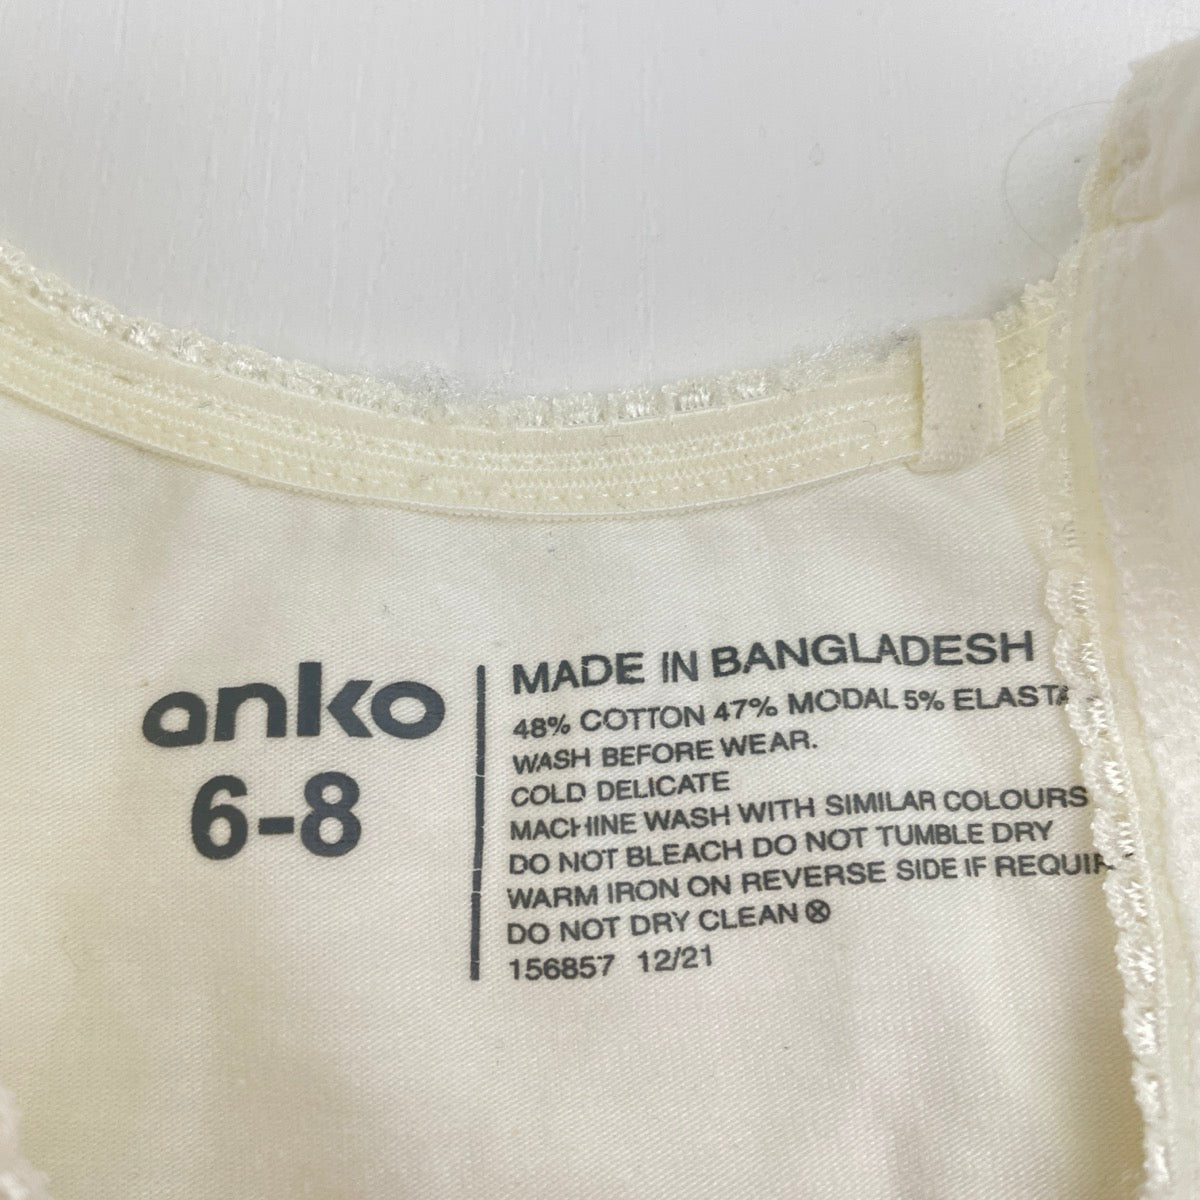 anko
6-8
MADE IN BANGLADESH
48% COTTON 47% MODAL 5%
WASH BEFORE WEAR.
COLD DELICATE
MACHINE WASH WITH SIMILAR COLOURS
DO NOT BLEACH DO NOT TUMBLE DRY
WARM IRON ON REVERSE SIDE IF
DO NOT DRY CLEAN
156857 12/21